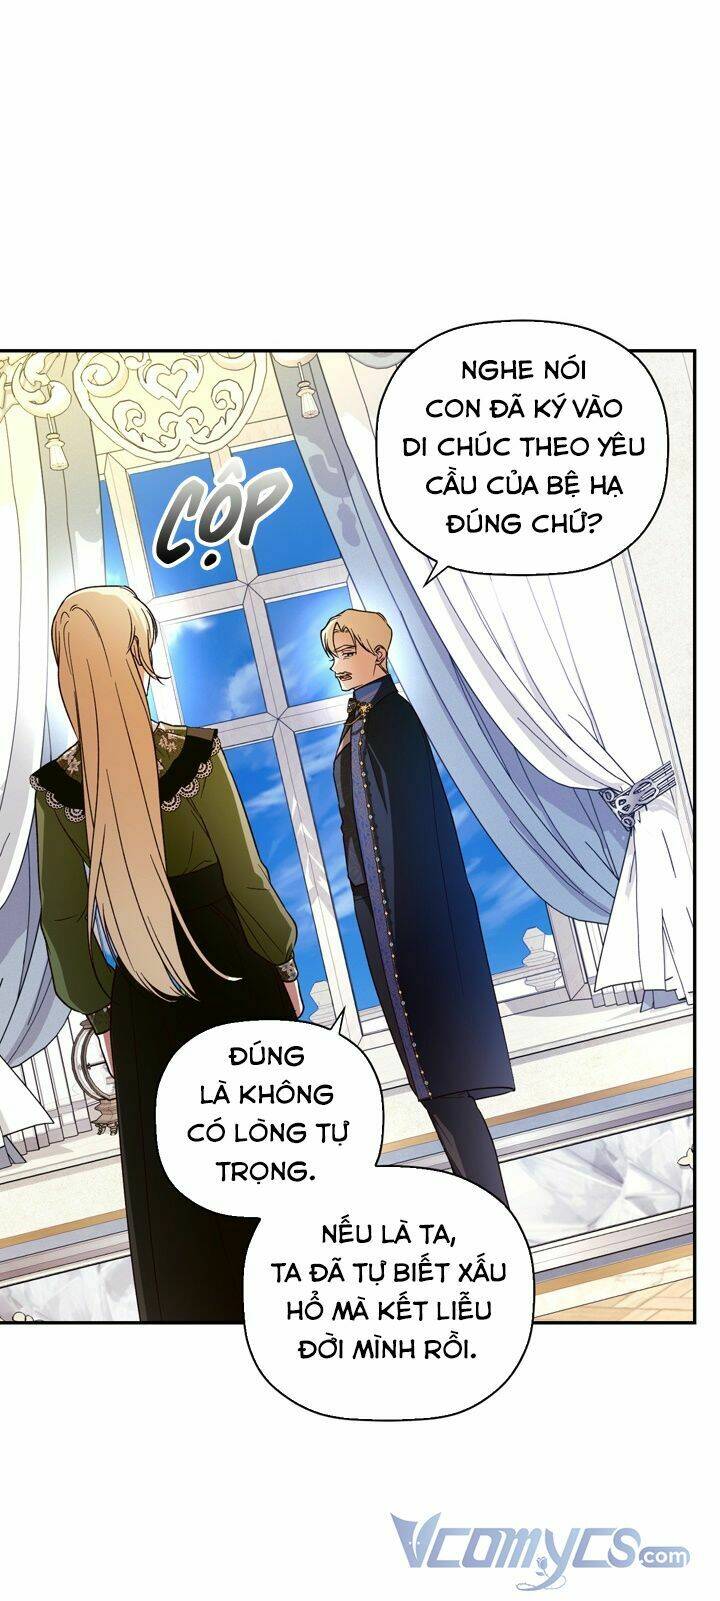 NGHE NÓI
CON ĐÃ KÝ VÀO
DI CHÚC THEO YÊU
CẦU CỦA BỆ HẠ
ĐÚNG CHỨ?
CỘP
ĐÚNG
LÀ KHÔNG
CÓ LÒNG TỰ
TRỌNG.
NẾU LÀ TA,
TA ĐÃ TỰ BIẾT XẤU
HỔ MÀ KẾT LIỄU
ĐỜI MÌNH RỒI.
VCOMYCS.com